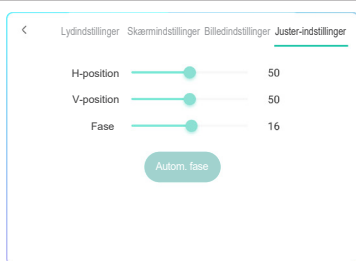 Lydindstillinger Skærmindstillinger Billedindstillinger Juster-indstillinger
H-position 50
V-position 50
Fase 16
Autom. fase